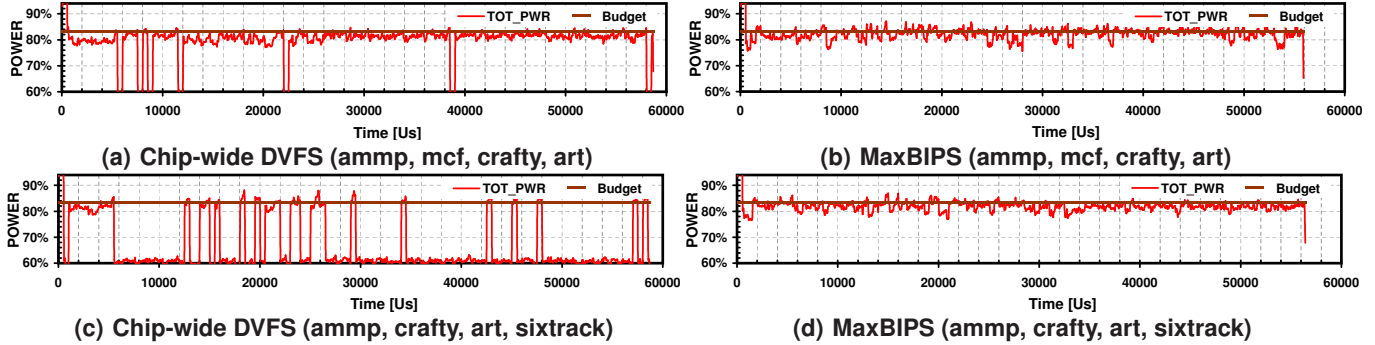 TOT_PWR Budget
POWER
90%
80%
70%
60%
0 10000 20000 30000 40000 50000 60000
Time [Us]
(a) Chip-wide DVFS (ammp, mcf, crafty, art)
TOT_PWR Budget
POWER
90%
80%
70%
60%
0 10000 20000 30000 40000 50000 60000
Time [Us]
(b) MaxBIPS (ammp, mcf, crafty, art)
TOT_PWR Budget
POWER
90%
80%
70%
60%
0 10000 20000 30000 40000 50000 60000
Time [Us]
(c) Chip-wide DVFS (ammp, crafty, art, sixtrack)
TOT_PWR Budget
POWER
90%
80%
70%
60%
0 10000 20000 30000 40000 50000 60000
Time [Us]
(d) MaxBIPS (ammp, crafty, art, sixtrack)